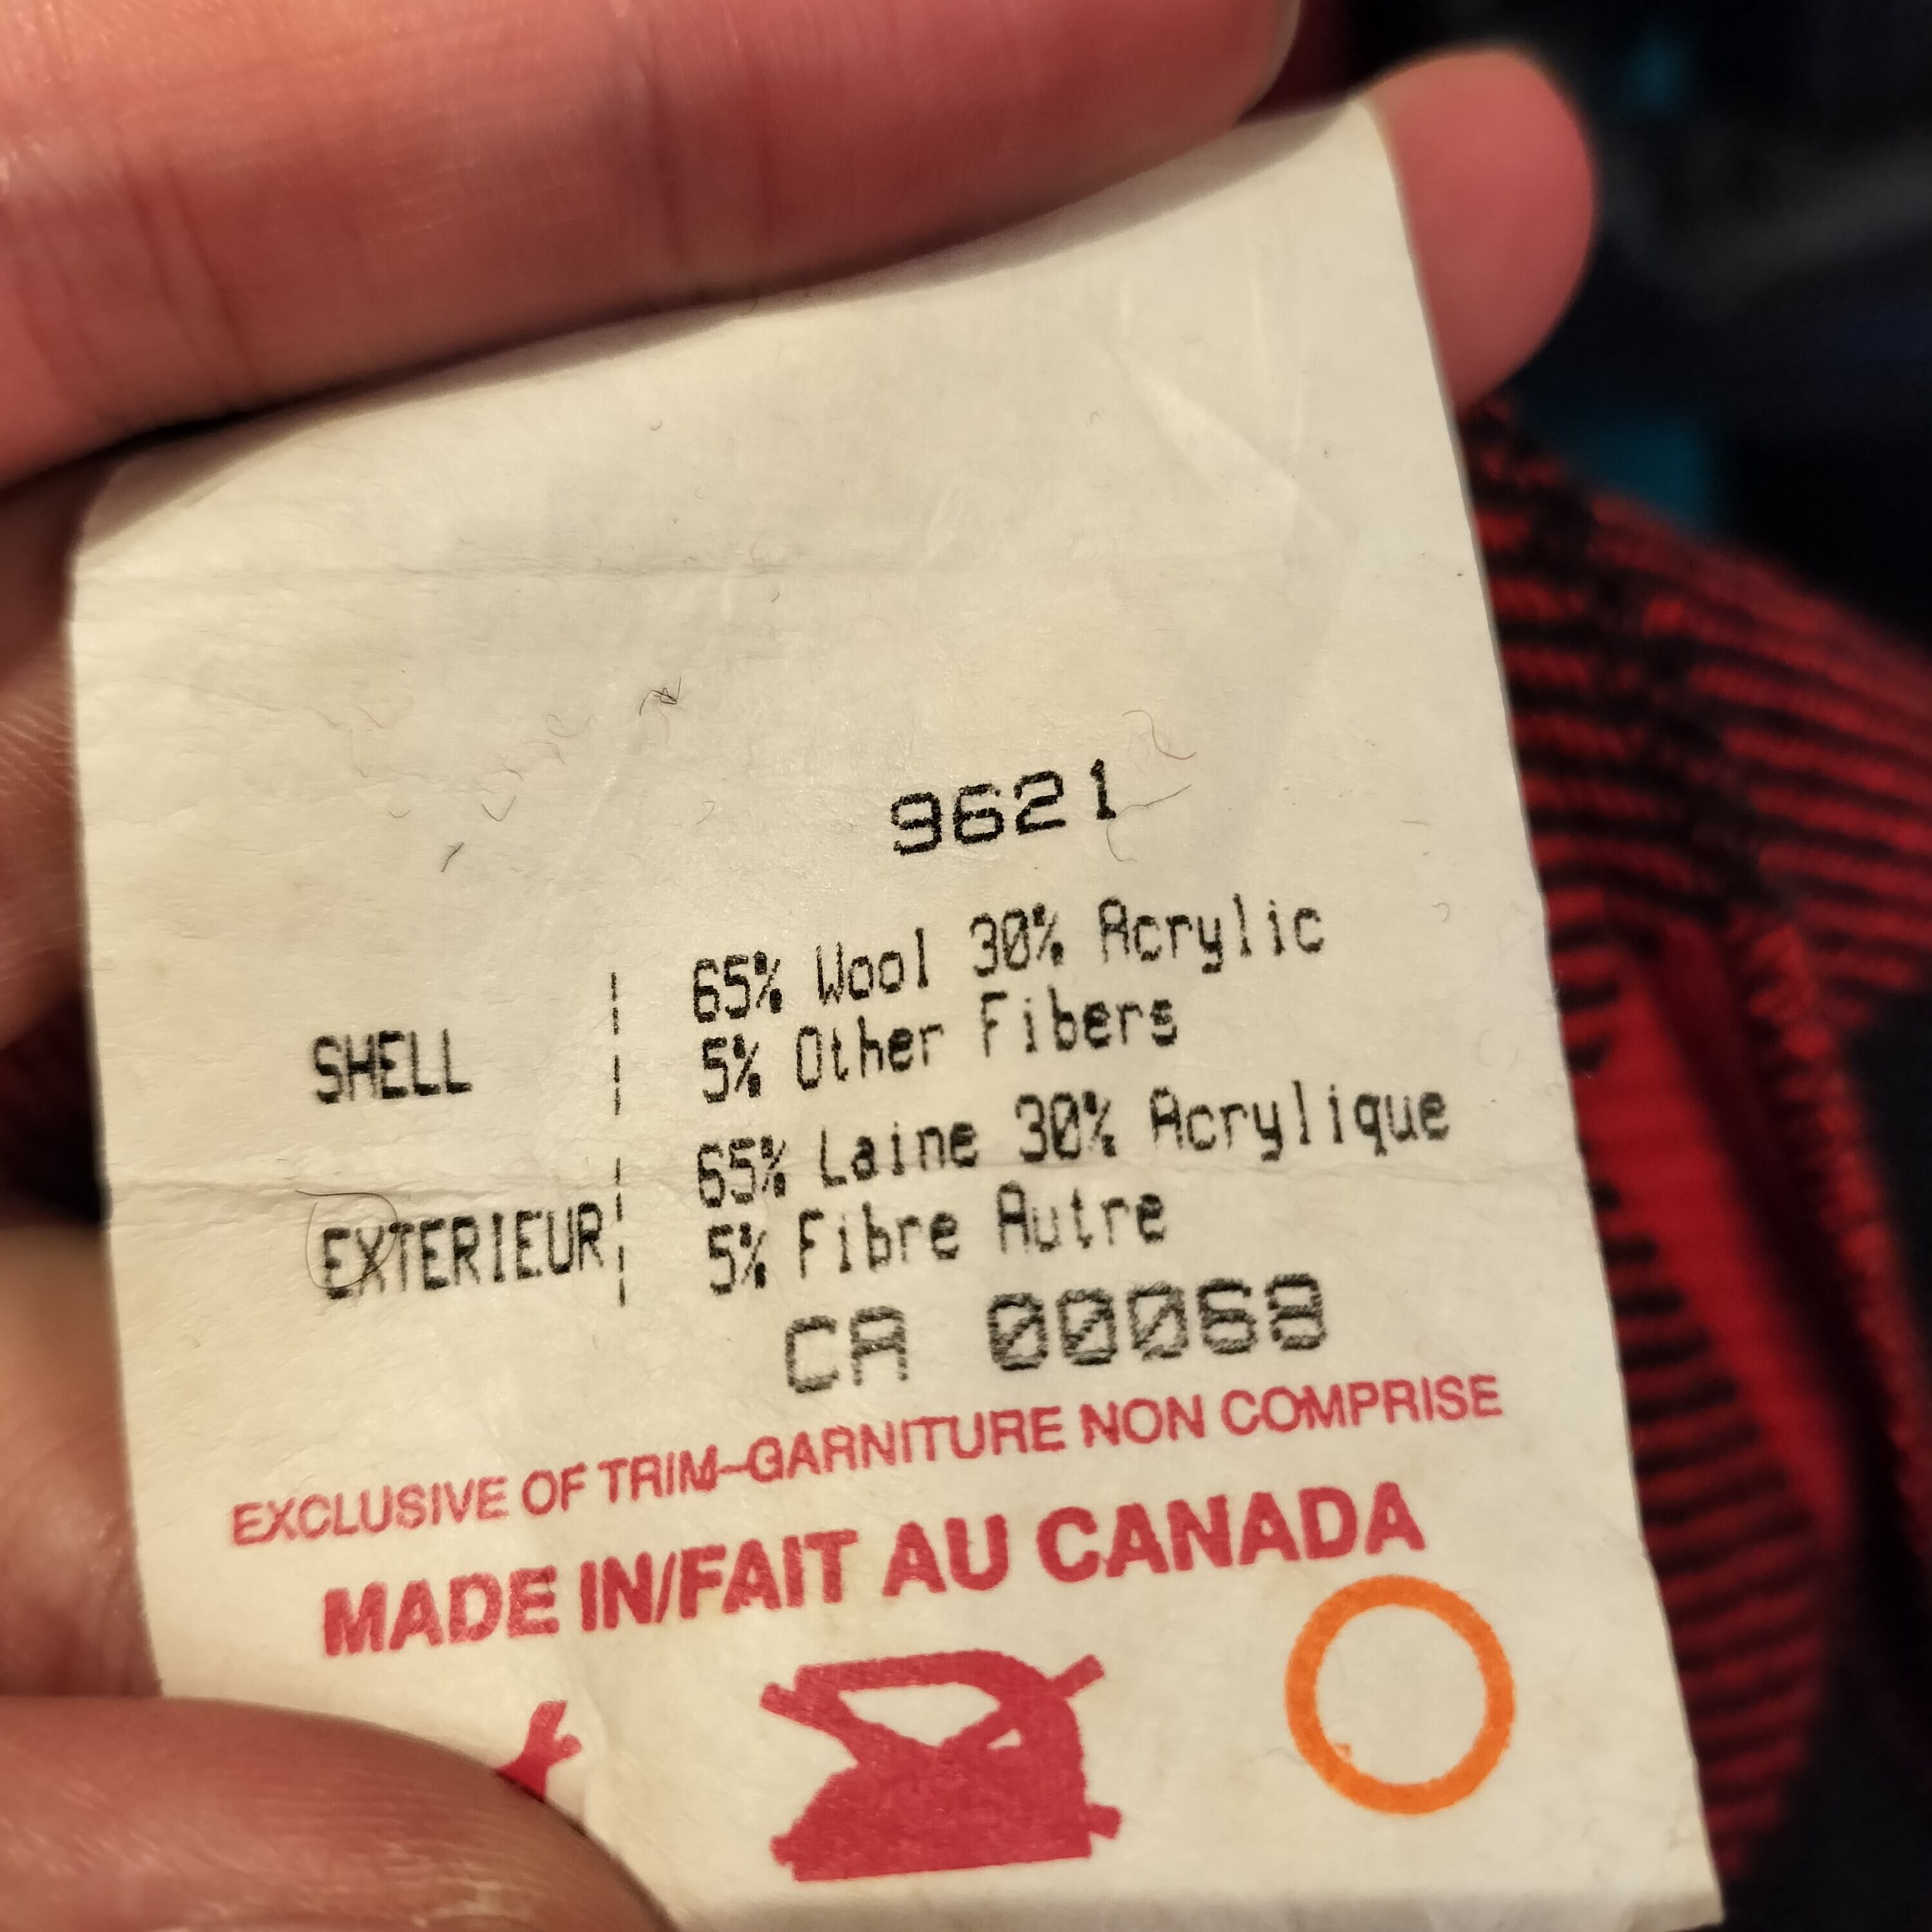 9621
65% Wool 30% Acrylic
SHELL 5% Other Fibers
65% Laine 30% Acrylique
EXTERIEUR 5% Fibre Autre
CA 00068
EXCLUSIVE OF TRIM-GARNITURE NON COMPRISE
MADE IN/FAIT AU CANADA